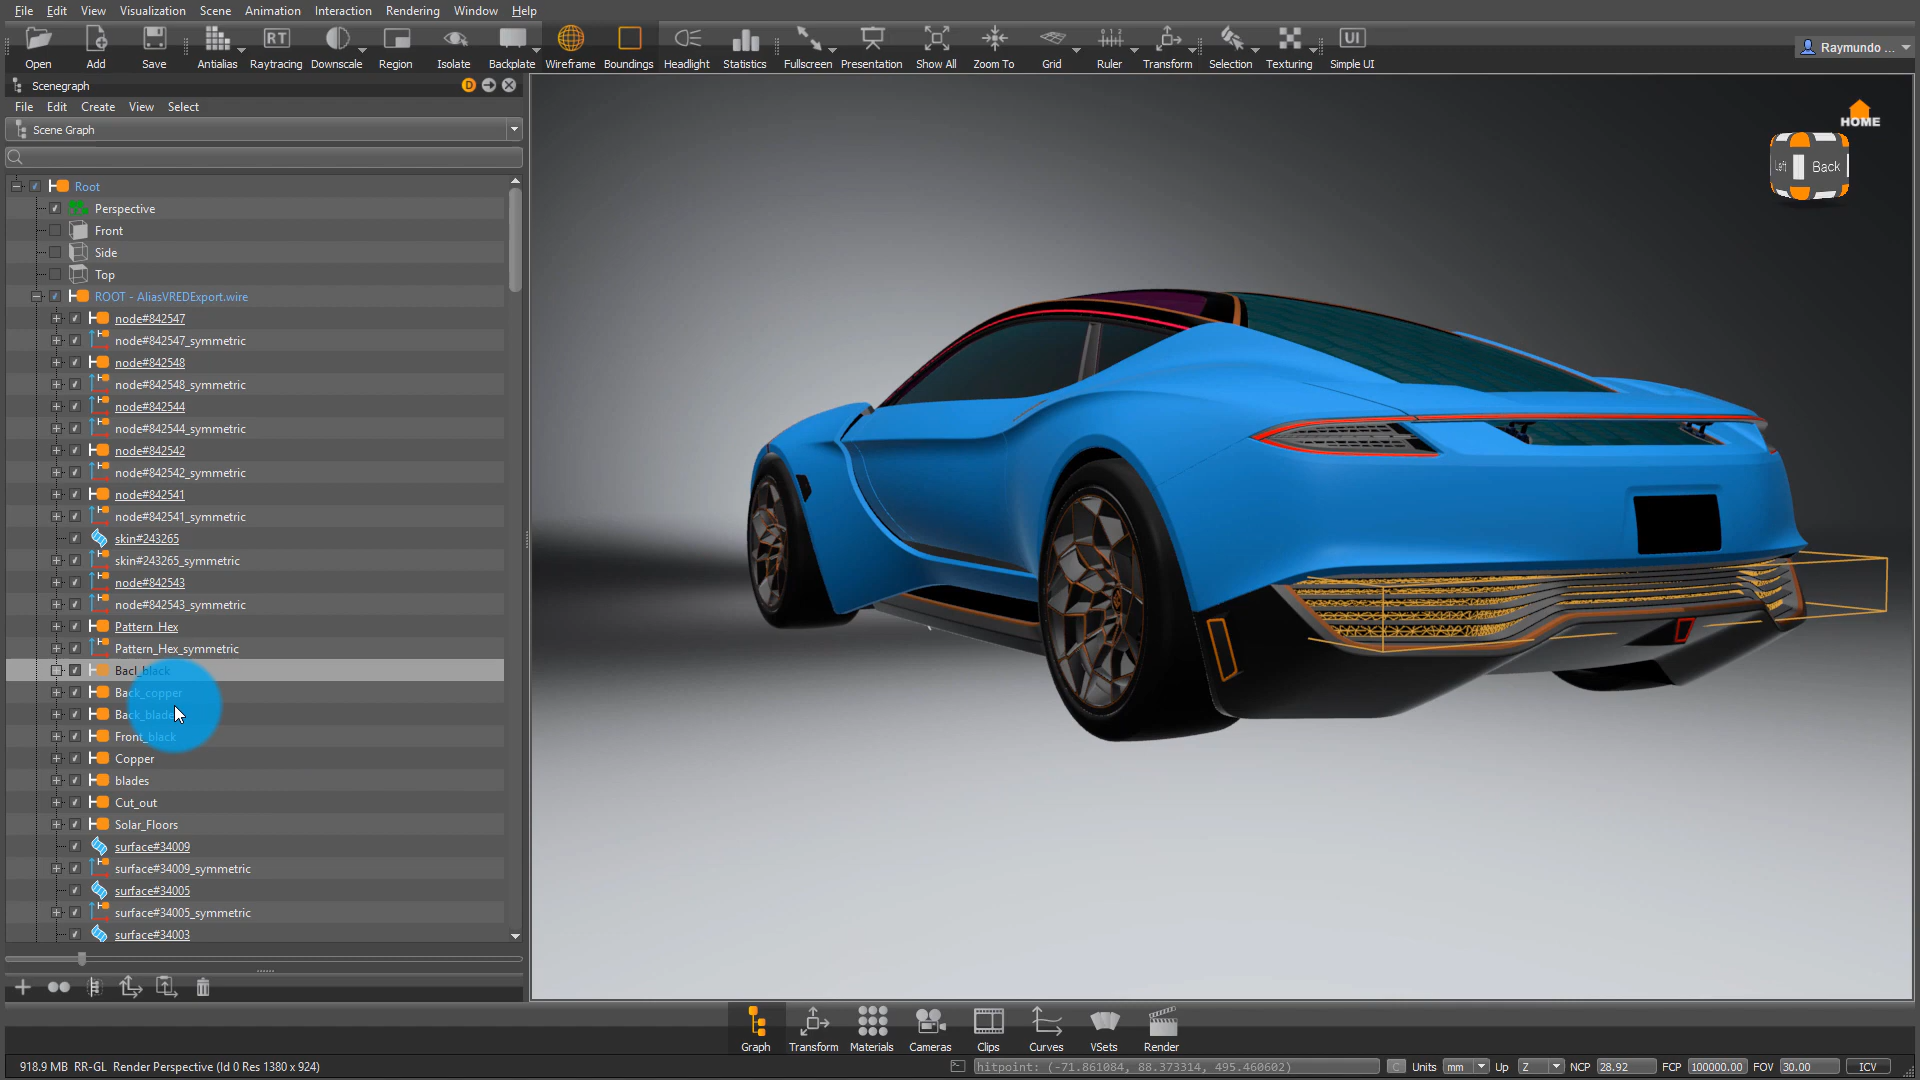 File Edit View Visualization Scene Animation Interaction Rendering Window Help
Open Add Save Antialias Raytracing Downscale Region Isolate Backplate Wireframe Boundings Headlight Statistics Fullscreen Presentation Show All Zoom To Grid Ruler Transform Selection Texturing Simple UI
RT
UI
Raymundo ...
Scenegraph
D
File Edit Create View Select
Scene Graph
Root
Perspective
Front
Side
Top
ROOT - AliasVREDExport.wire
node#842547
node#842547_symmetric
node#842548
node#842548_symmetric
node#842544
node#842544_symmetric
node#842542
node#842542_symmetric
node#842541
node#842541_symmetric
skin#243265
skin#243265_symmetric
node#842543
node#842543_symmetric
Pattern_Hex
Pattern_Hex_symmetric
Bacl_black
Back_copper
Front_black
Copper
blades
Cut_out
Solar_Floors
surface#34009
surface#34009_symmetric
surface#34005
surface#34005_symmetric
surface#34003
HOME
Left Back
Graph Transform Materials Cameras Clips Curves VSets Render
918.9 MB RR-GL Render Perspective (Id 0 Res 1380 x 924)
hitpoint: (-71.861084, 88.373314, 495.460602)
C Units mm Up Z NCP 28.92 FCP 100000.00 FOV 30.00 ICV